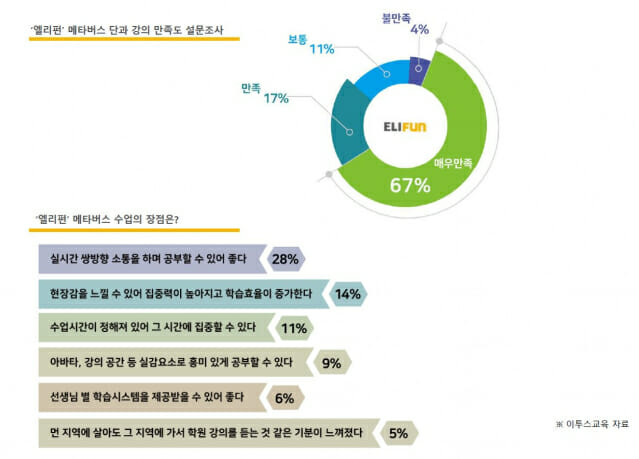 '엘리펀' 메타버스 단과 강의 만족도 설문조사
불만족
4%
보통
11%
만족
17%
ELIFUN
매우만족
67%
'엘리펀' 메타버스 수업의 장점은?
실시간 쌍방향 소통을 하며 공부할 수 있어 좋다 28%
현장감을 느낄 수 있어 집중력이 높아지고 학습효율이 증가한다 14%
수업시간이 정해져 있어 그 시간에 집중할 수 있다 11%
아바타, 강의 공간 등 실감요소로 흥미 있게 공부할 수 있다 9%
선생님 별 학습시스템을 제공받을 수 있어 좋다 6%
먼 지역에 살아도 그 지역에 가서 학원 강의를 듣는 것 같은 기분이 느껴졌다 5%
※ 이투스교육 자료